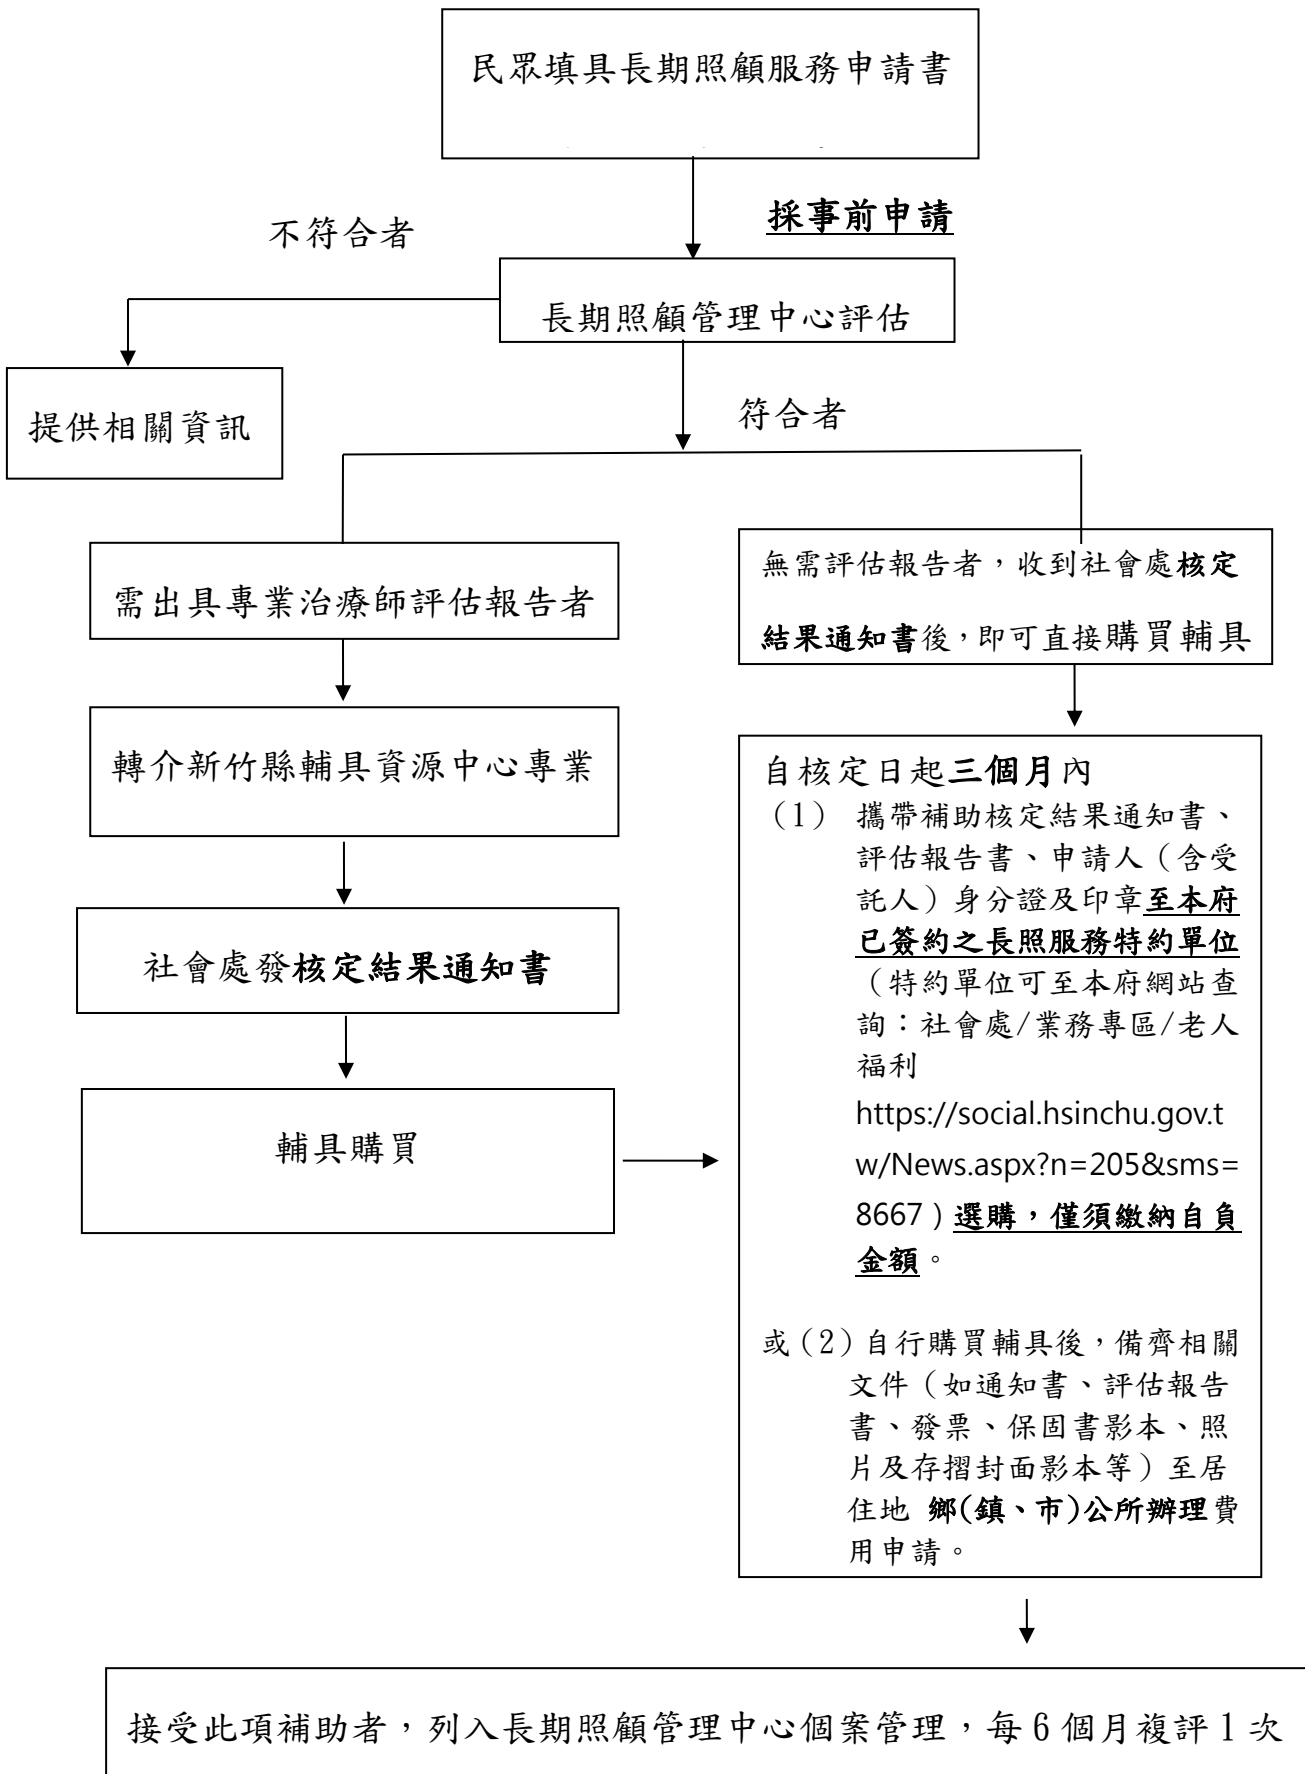 民眾填具長期照顧服務申請書
採事前申請
不符合者
長期照顧管理中心評估
提供相關資訊
符合者
需出具專業治療師評估報告者
無需評估報告者，收到社會處核定
結果通知書後，即可直接購買輔具
轉介新竹縣輔具資源中心專業
社會處發核定結果通知書
輔具購買
自核定日起三個月內
（1） 攜帶補助核定結果通知書、
評估報告書、申請人（含受
託人）身分證及印章至本府
已簽約之長照服務特約單位
（特約單位可至本府網站查
詢：社會處/業務專區/老人
福利
https://social.hsinchu.gov.t
w/News.aspx?n=205&sms=
8667）選購，僅須繳納自負
金額。
或（2）自行購買輔具後，備齊相關
文件（如通知書、評估報告
書、發票、保固書影本、照
片及存摺封面影本等）至居
住地 鄉(鎮、市)公所辦理費
用申請。
接受此項補助者，列入長期照顧管理中心個案管理，每 6 個月複評 1 次